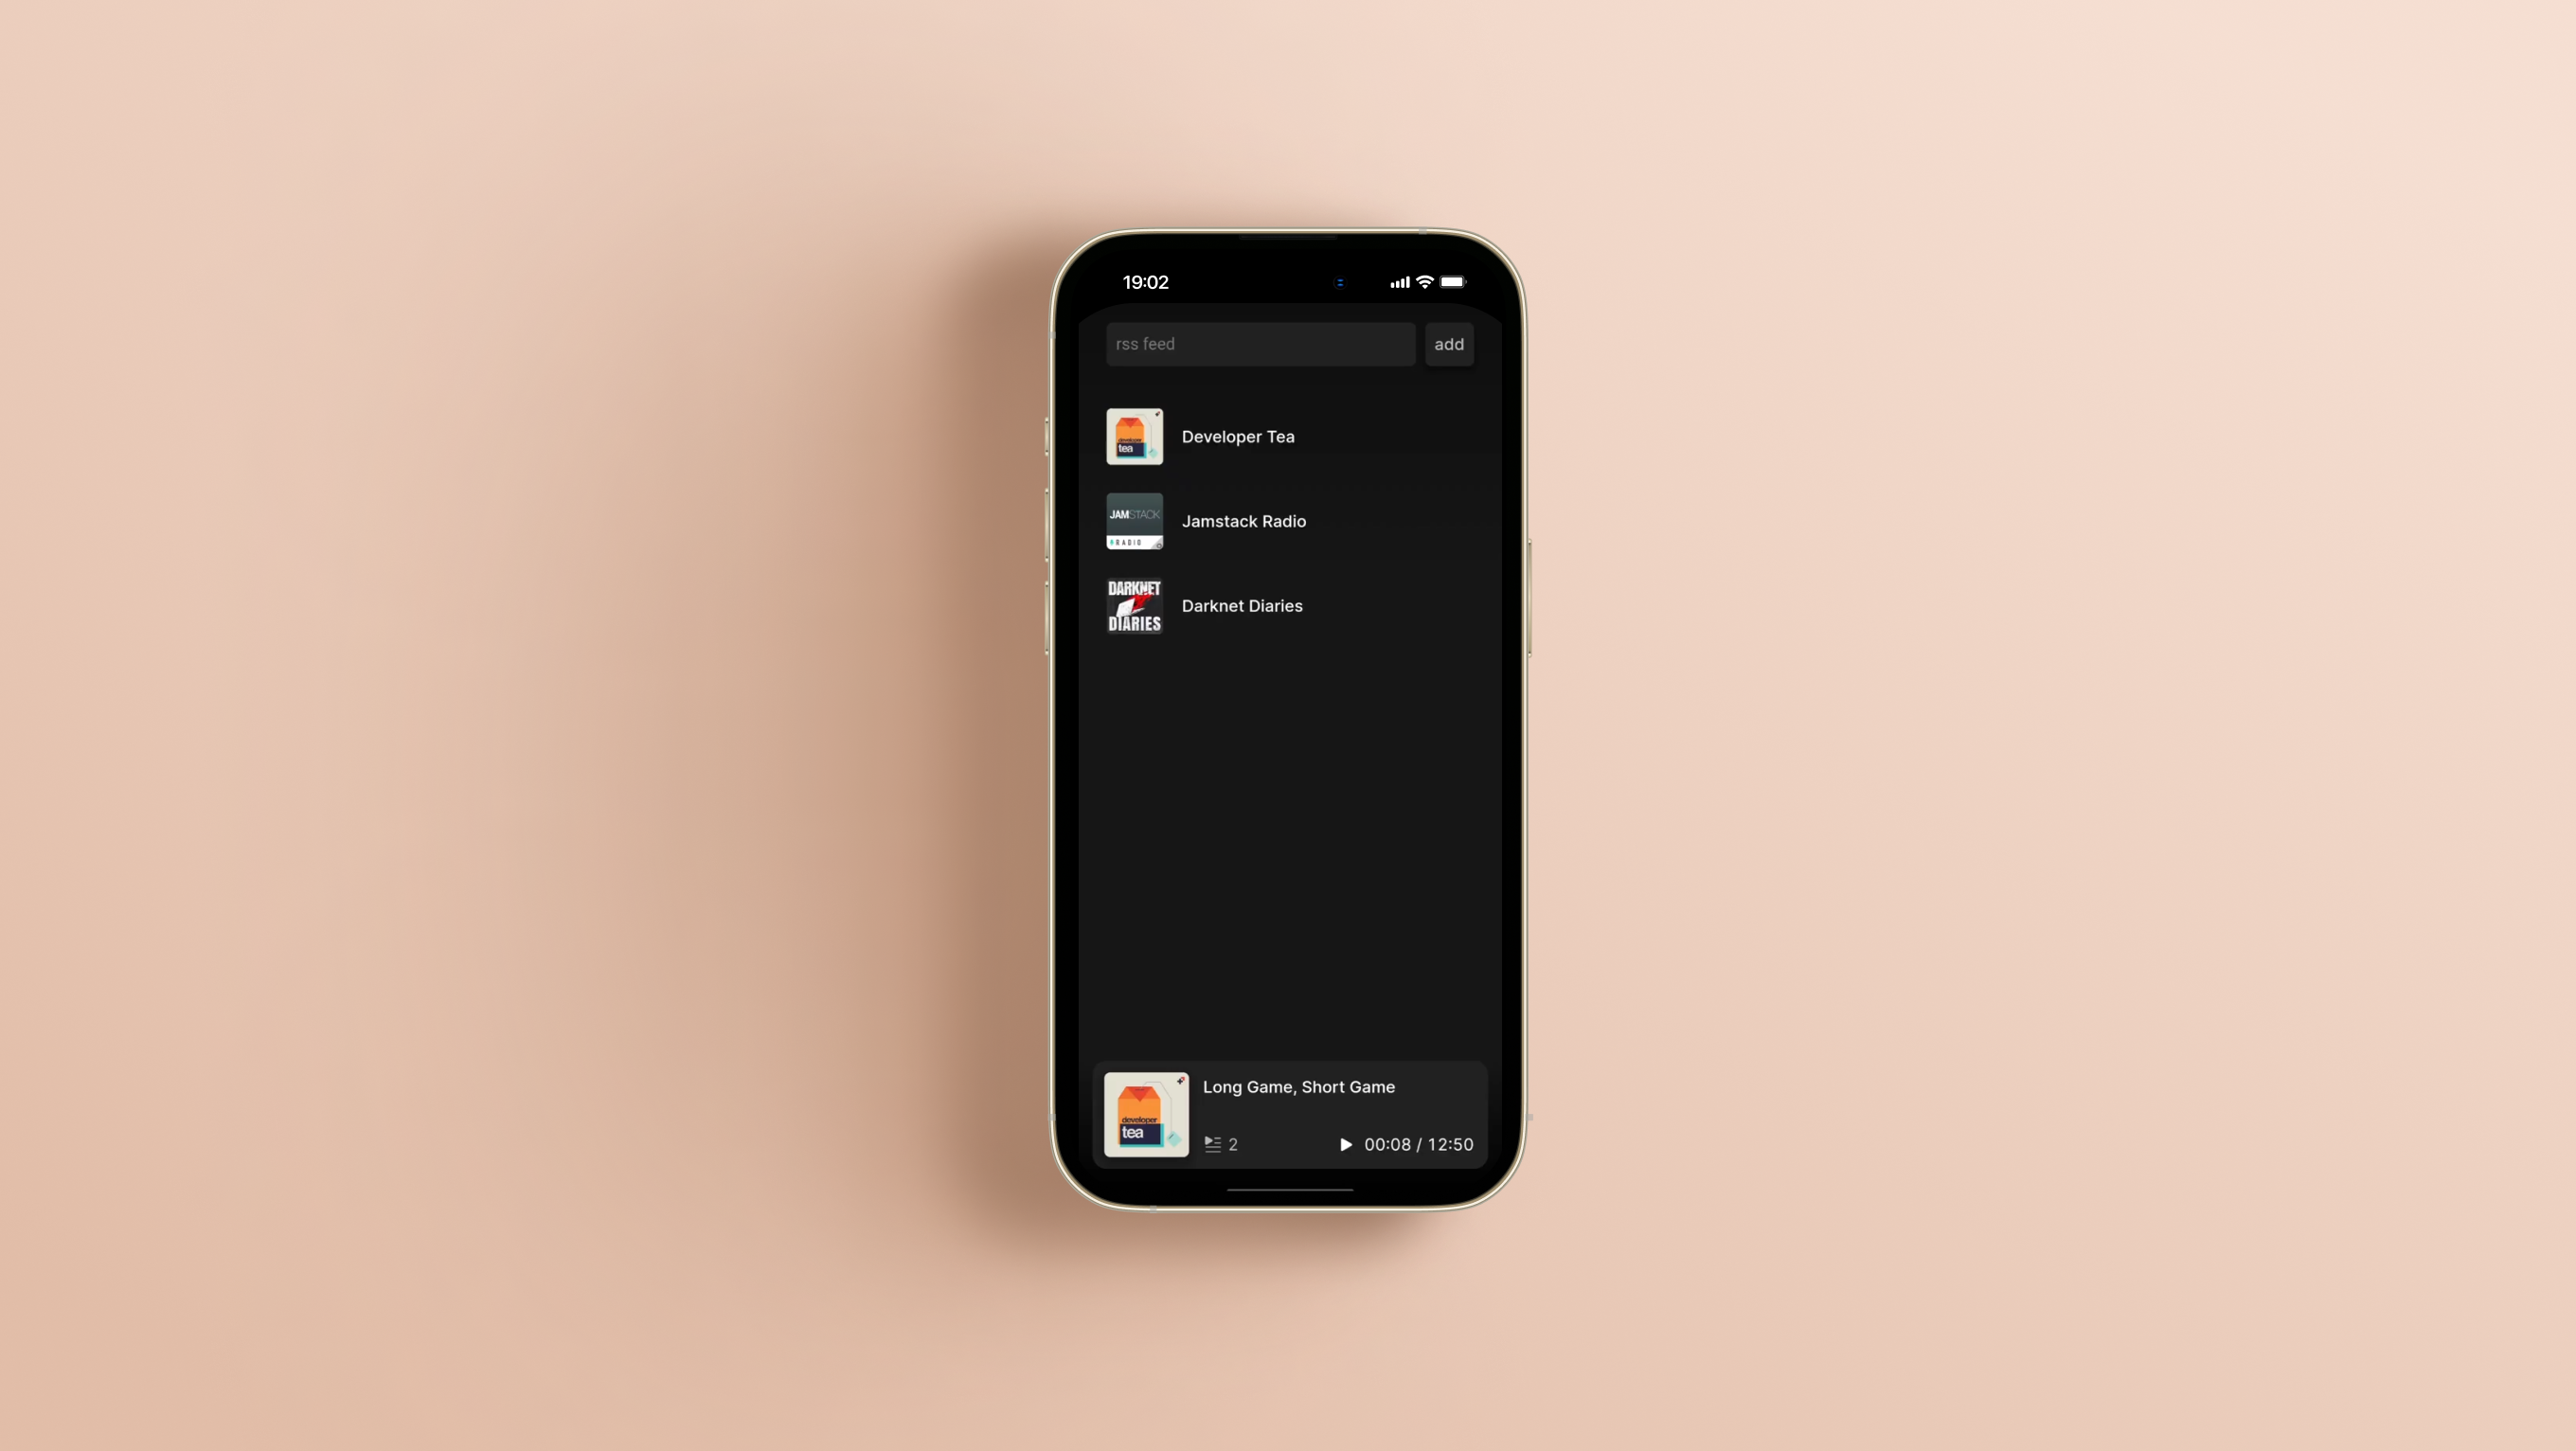 19:02
rss feed
add
developer
tea
Developer Tea
JAMSTACK
RADIO
Jamstack Radio
DARKNET
DIARIES
Darknet Diaries
developer
tea
Long Game, Short Game
2
00:08 / 12:50